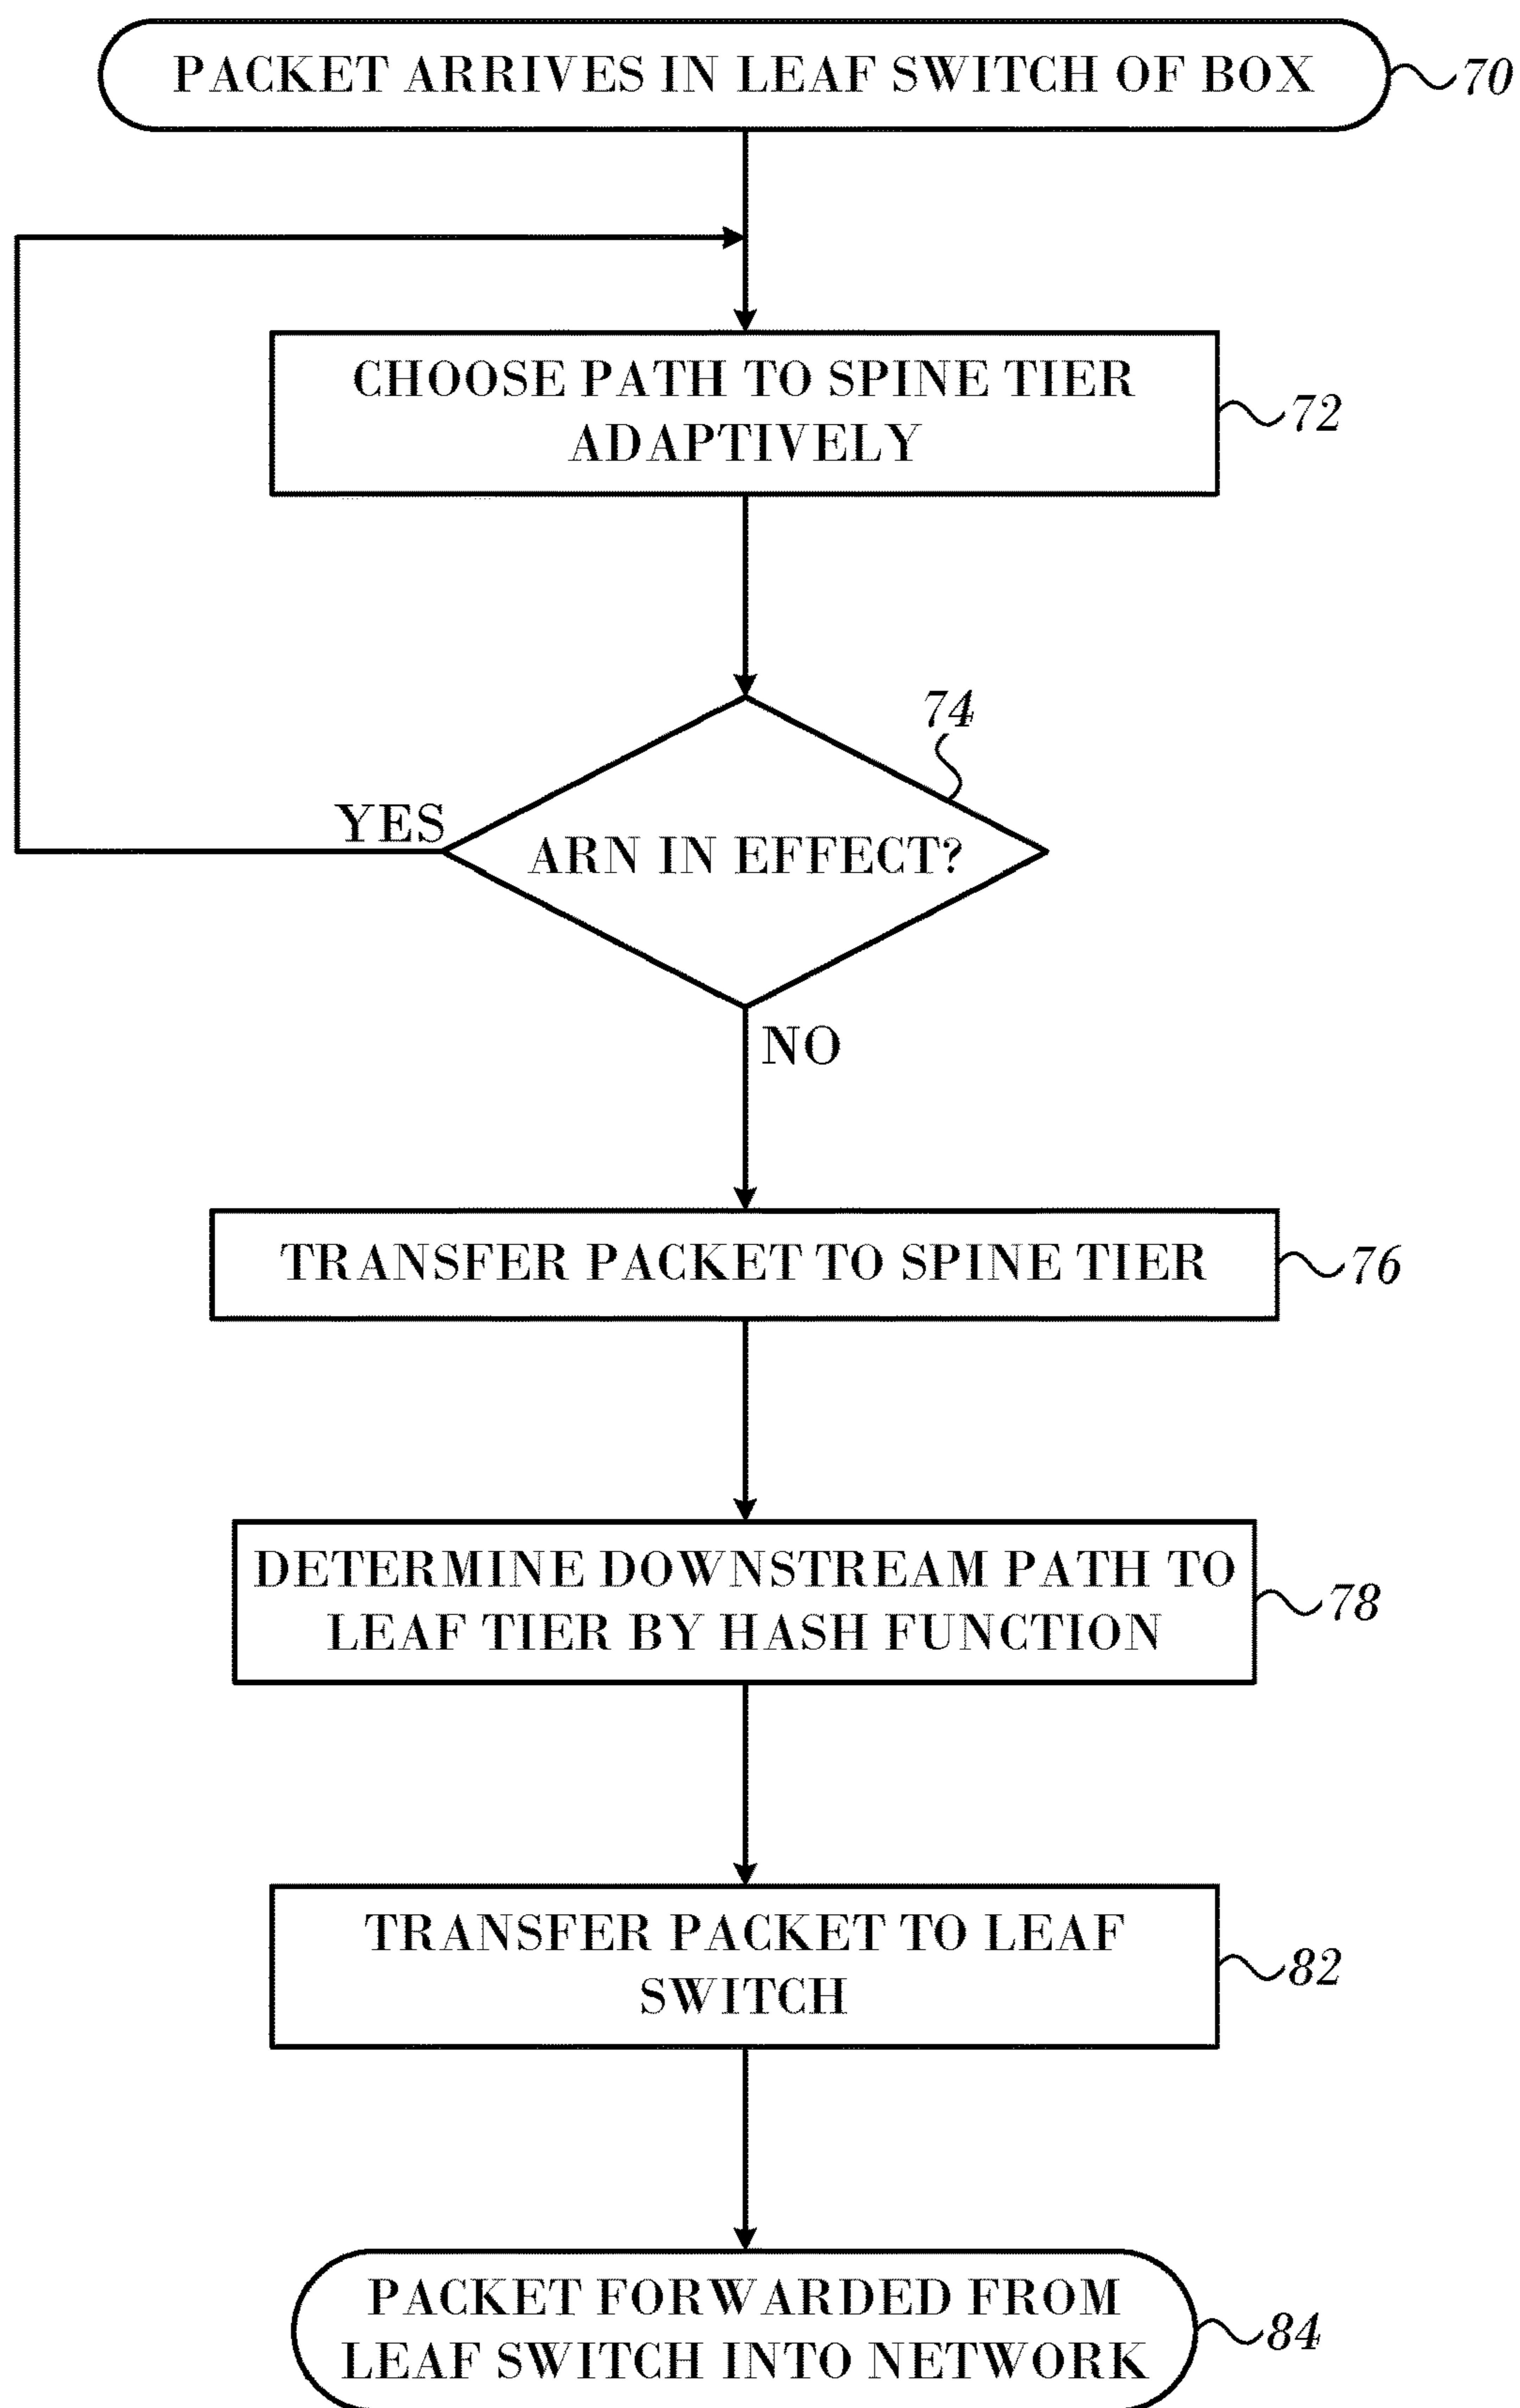 PACKET ARRIVES IN LEAF SWITCH OF BOX
70
CHOOSE PATH TO SPINE TIER
ADAPTIVELY
72
74
YES
ARN IN EFFECT?
NO
TRANSFER PACKET TO SPINE TIER
76
DETERMINE DOWNSTREAM PATH TO
LEAF TIER BY HASH FUNCTION
78
TRANSFER PACKET TO LEAF
SWITCH
82
PACKET FORWARDED FROM
LEAF SWITCH INTO NETWORK
84